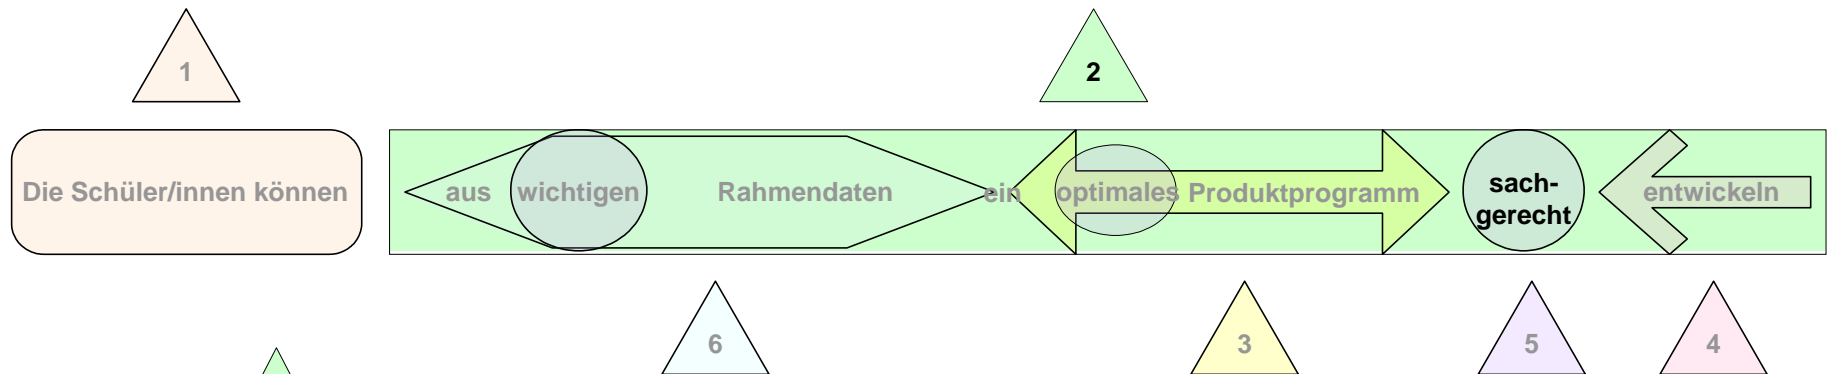 1
2
Die Schüler/innen können
aus wichtigen Rahmendaten ein optimales Produktprogramm sach-
gerecht entwickeln
6
3
5
4